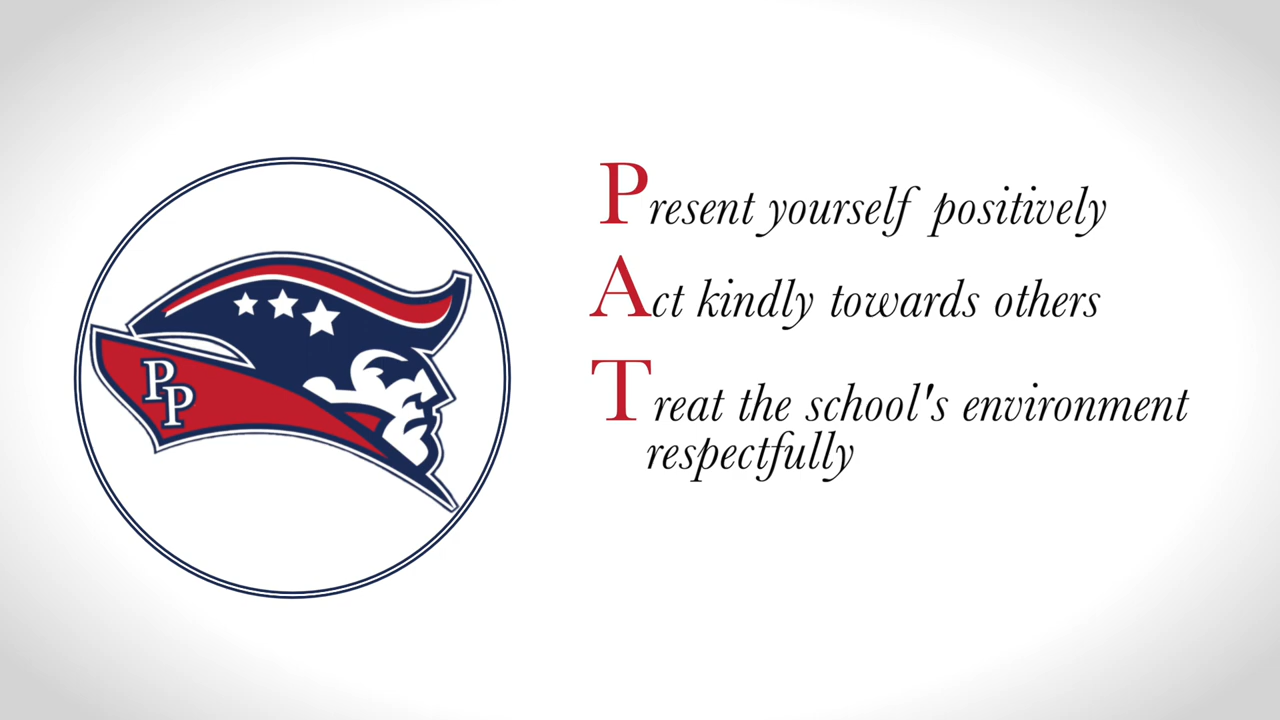 PP
Present yourself positively
Act kindly towards others
Treat the school's environment
respectfully